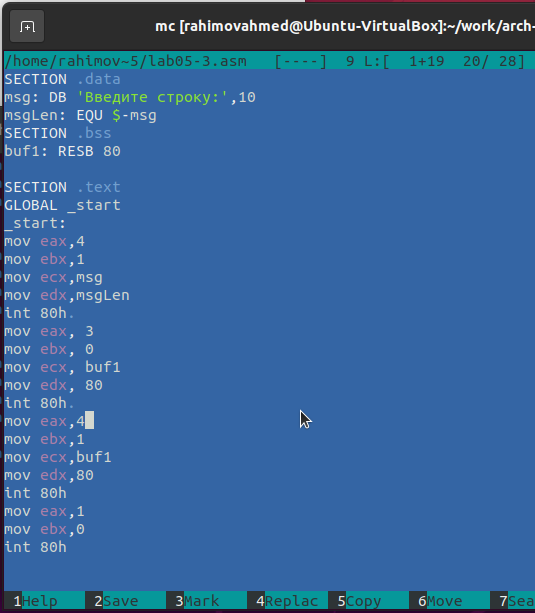 mc [rahimovahmed@Ubuntu-VirtualBox]:~/work/arch-
/home/rahimov~5/lab05-3.asm   [----]  9 L:[  1+19  20/ 28]
SECTION .data
msg: DB 'Введите строку:',10
msgLen: EQU $-msg
SECTION .bss
buf1: RESB 80
SECTION .text
GLOBAL _start
_start:
mov eax,4
mov ebx,1
mov ecx,msg
mov edx,msgLen
int 80h.
mov eax, 3
mov ebx, 0
mov ecx, buf1
mov edx, 80
int 80h.
mov eax,4
mov ebx,1
mov ecx,buf1
mov edx,80
int 80h
mov eax,1
mov ebx,0
int 80h
1Help 2Save 3Mark 4Replac 5Copy 6Move 7Sea